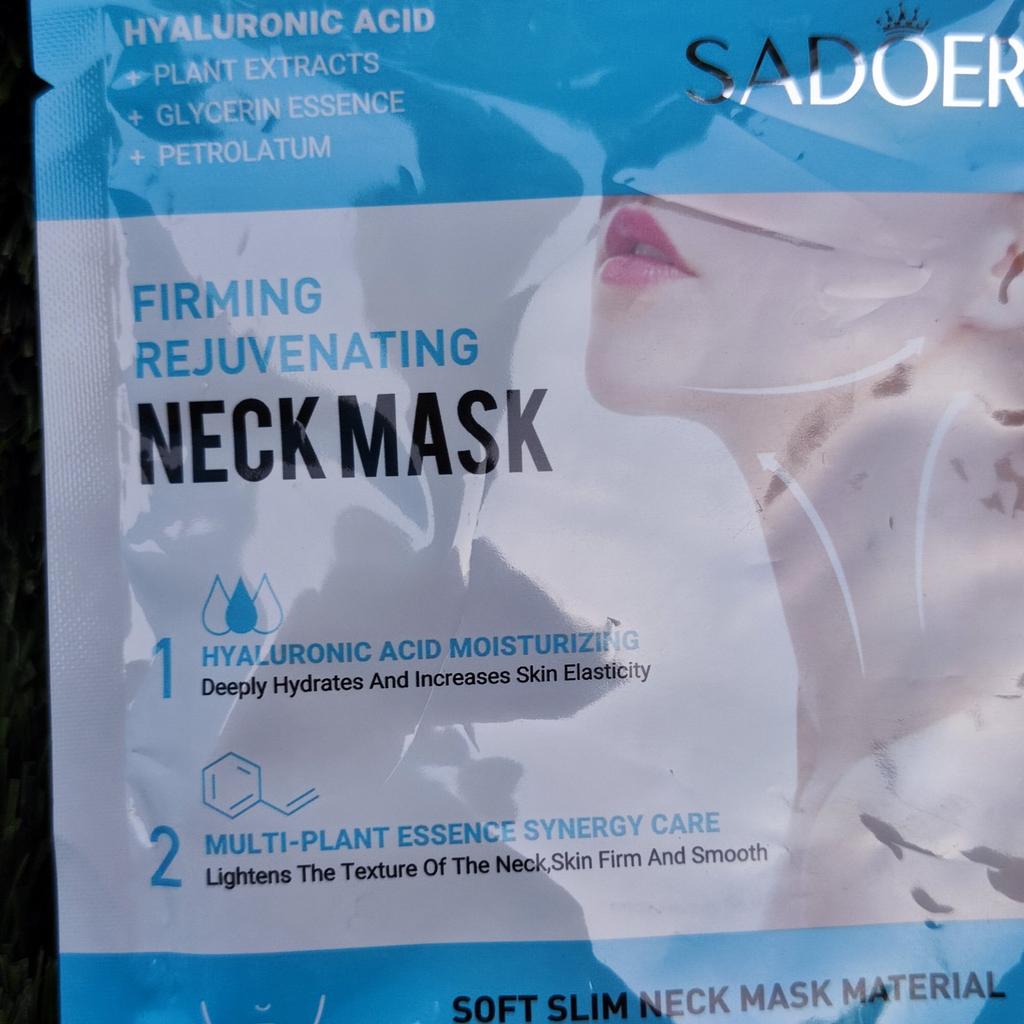 HYALURONIC ACID
+ PLANT EXTRACTS
+ GLYCERIN ESSENCE
+ PETROLATUM
SADOER
FIRMING
REJUVENATING
NECK MASK
1
HYALURONIC ACID MOISTURIZING
Deeply Hydrates And Increases Skin Elasticity
2
MULTI-PLANT ESSENCE SYNERGY CARE
Lightens The Texture Of The Neck,Skin Firm And Smooth
SOFT SLIM NECK MASK MATERIAL